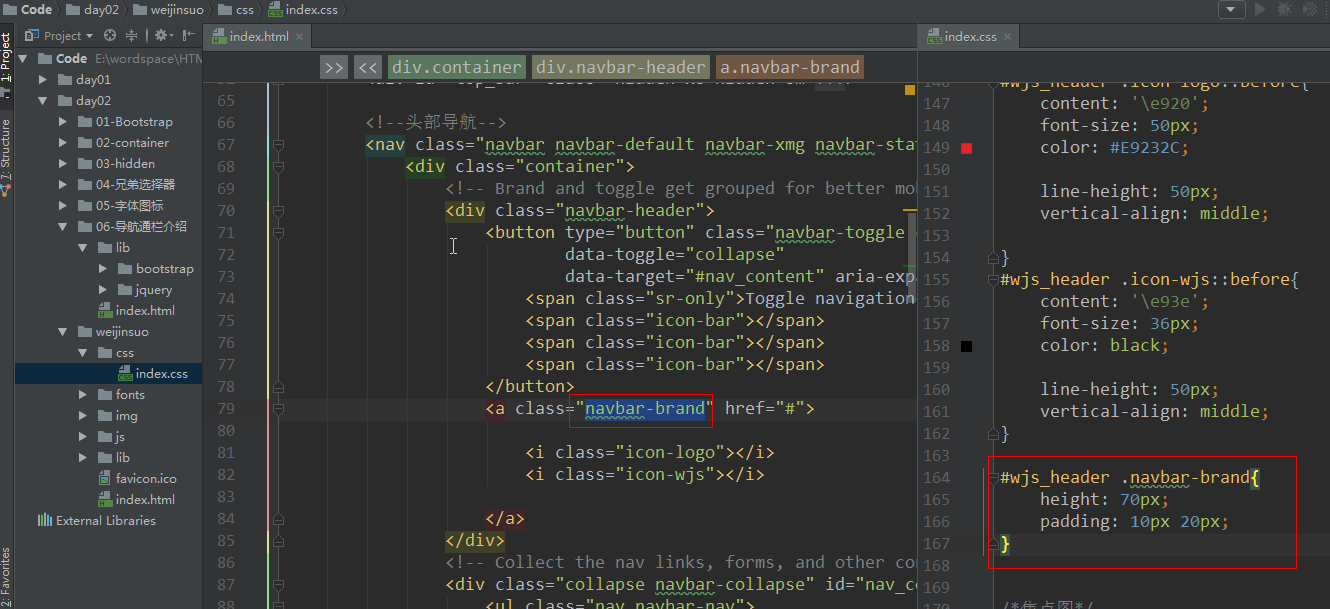 Code day02 weijinsuo css index.css
1: Project
7: Structure
2: Favorites
Project
Code E:\wordspace\HTM
day01
day02
01-Bootstrap
02-container
03-hidden
04-兄弟选择器
05-字体图标
06-导航通栏介绍
lib
bootstrap
jquery
index.html
weijinsuo
css
index.css
fonts
img
js
lib
favicon.ico
index.html
External Libraries
index.html
>> << div.container div.navbar-header a.navbar-brand
65
66 <!--头部导航-->
67 <nav class="navbar navbar-default navbar-xmg navbar-sta
68 <div class="container">
69 <!-- Brand and toggle get grouped for better mob
70 <div class="navbar-header">
71 <button type="button" class="navbar-toggle
72 data-toggle="collapse"
73 data-target="#nav_content" aria-exp
74 <span class="sr-only">Toggle navigation
75 <span class="icon-bar"></span>
76 <span class="icon-bar"></span>
77 <span class="icon-bar"></span>
78 </button>
79 <a class="navbar-brand" href="#">
80
81 <i class="icon-logo"></i>
82 <i class="icon-wjs"></i>
83
84 </a>
85 </div>
86 <!-- Collect the nav links, forms, and other co
87 <div class="collapse navbar-collapse" id="nav_c
88 <ul class="nav navbar-nav">
index.css
146 #wjs_header .icon-logo::before{
147 content: '\e920';
148 font-size: 50px;
149 color: #E9232C;
150
151 line-height: 50px;
152 vertical-align: middle;
153
154 }
155 #wjs_header .icon-wjs::before{
156 content: '\e93e';
157 font-size: 36px;
158 color: black;
159
160 line-height: 50px;
161 vertical-align: middle;
162 }
163
164 #wjs_header .navbar-brand{
165 height: 70px;
166 padding: 10px 20px;
167 }
168
169
170 /*焦点图*/